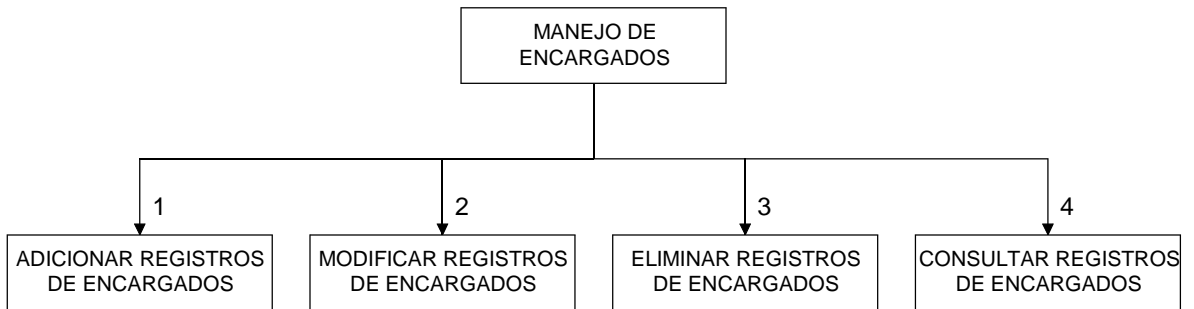 MANEJO DE
ENCARGADOS
1
2
3
4
ADICIONAR REGISTROS
DE ENCARGADOS
MODIFICAR REGISTROS
DE ENCARGADOS
ELIMINAR REGISTROS
DE ENCARGADOS
CONSULTAR REGISTROS
DE ENCARGADOS